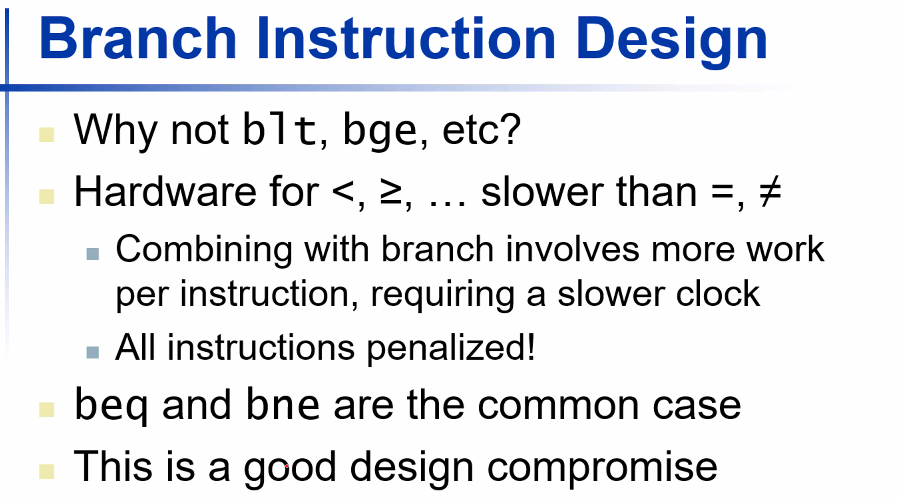 Branch Instruction Design
Why not blt, bge, etc?
Hardware for <, ≥, … slower than =, ≠
Combining with branch involves more work
per instruction, requiring a slower clock
All instructions penalized!
beq and bne are the common case
This is a good design compromise